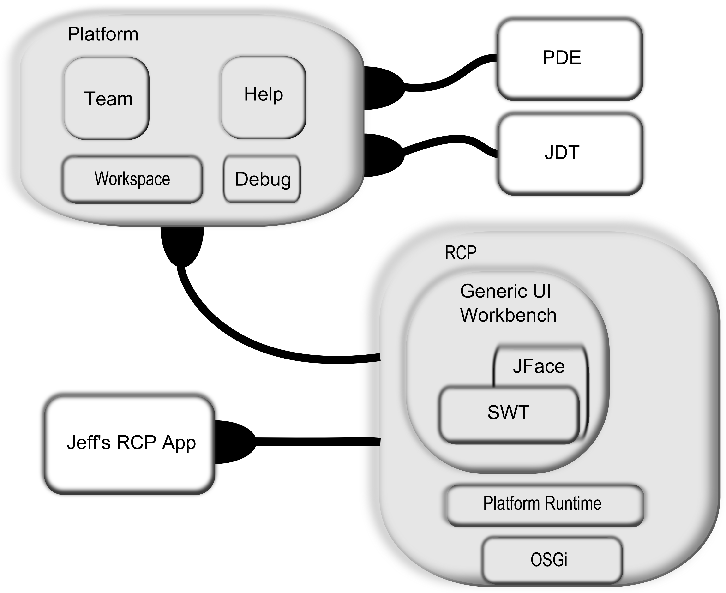 Platform
Team
Help
Workspace
Debug
PDE
JDT
RCP
Generic UI
Workbench
JFace
SWT
Jeff's RCP App
Platform Runtime
OSGi